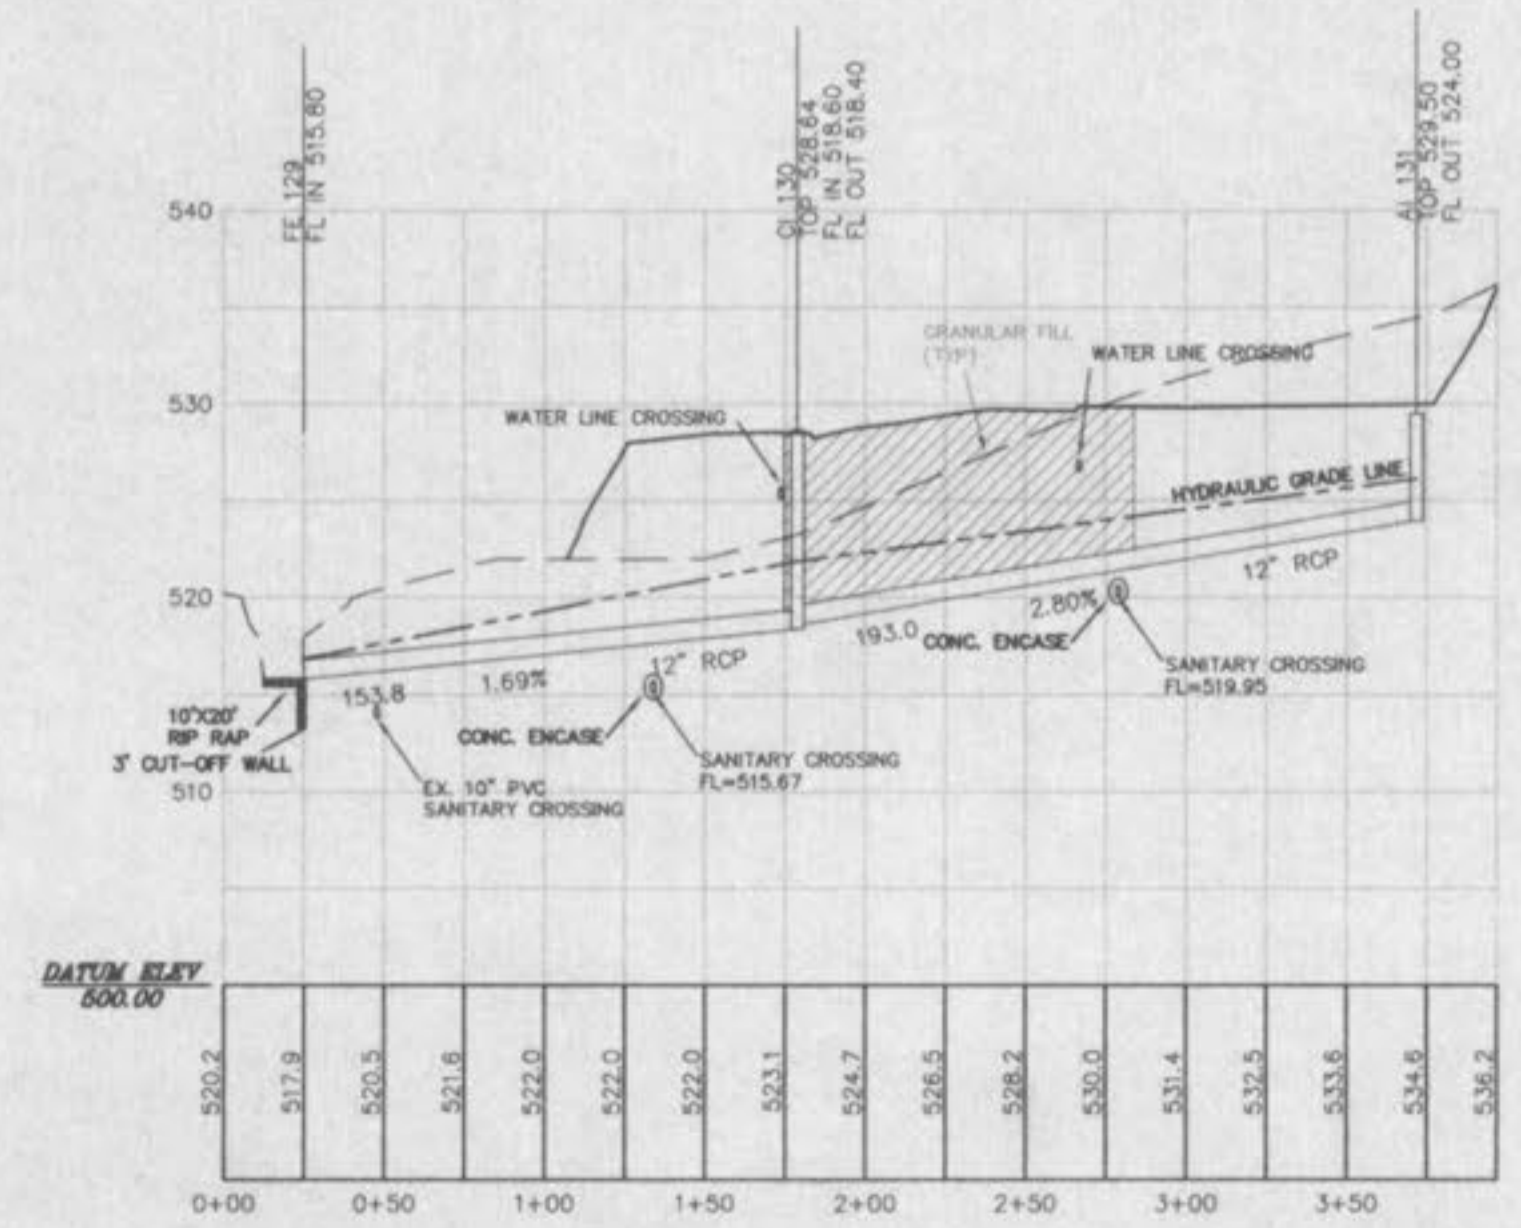 FE 129
FL IN 515.80
CI 130
TOP 528.64
FL IN 518.60
FL OUT 518.40
AI 131
TOP 529.50
FL OUT 524.00
540
GRANULAR FILL
(TYP)
WATER LINE CROSSING
530
WATER LINE CROSSING
HYDRAULIC GRADE LINE
12" RCP
520
2.80%
193.0
CONC. ENCASE
SANITARY CROSSING
FL=519.95
12" RCP
1.69%
153.8
10'X20'
RIP RAP
3' CUT-OFF WALL
CONC. ENCASE
SANITARY CROSSING
FL=515.67
EX. 10" PVC
SANITARY CROSSING
510
DATUM ELEV
500.00
520.2
517.9
520.5
521.6
522.0
522.0
522.0
523.1
524.7
526.5
528.2
530.0
531.4
532.5
533.6
534.6
536.2
0+00
0+50
1+00
1+50
2+00
2+50
3+00
3+50